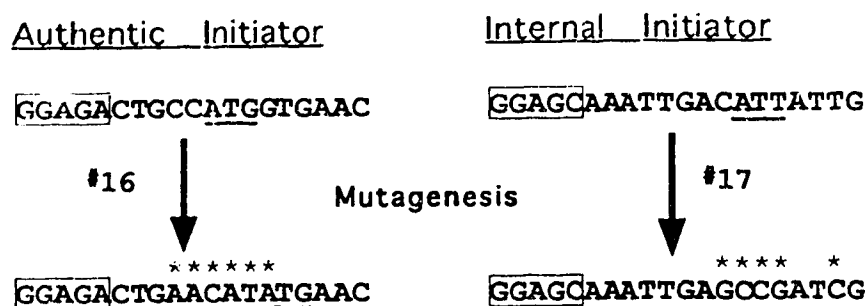 Authentic Initiator Internal Initiator
GGAGACTGCCATGGTGAAC GGAGCAAATTGACATTATTG
#16 #17
Mutagenesis
****** **** *
GGAGACTGAACATATGAAC GGAGCAAATTGAGCCGATCG